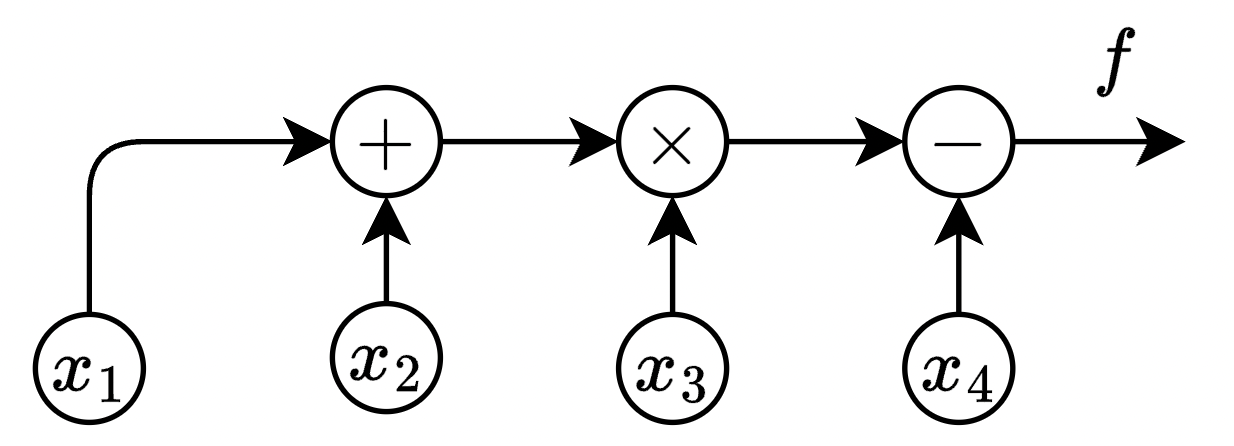 f
+ × −
x₁ x₂ x₃ x₄